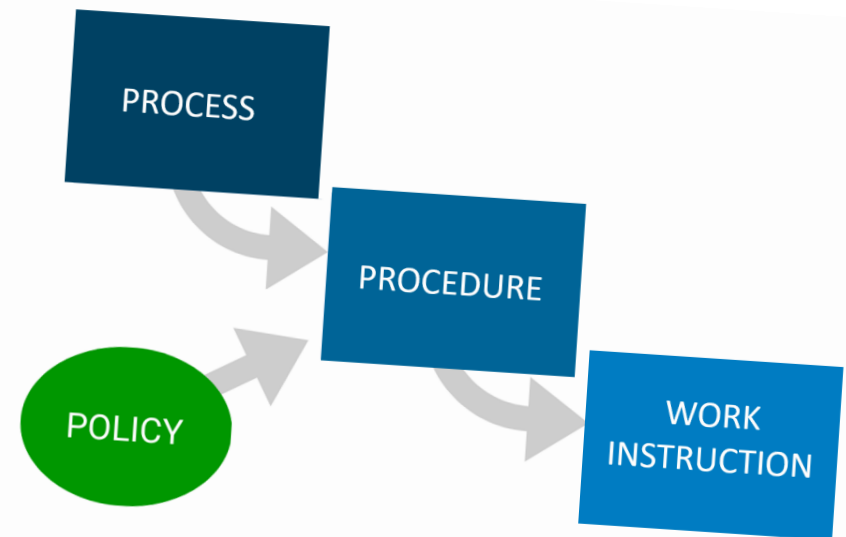 PROCESS
PROCEDURE
POLICY
WORK
INSTRUCTION